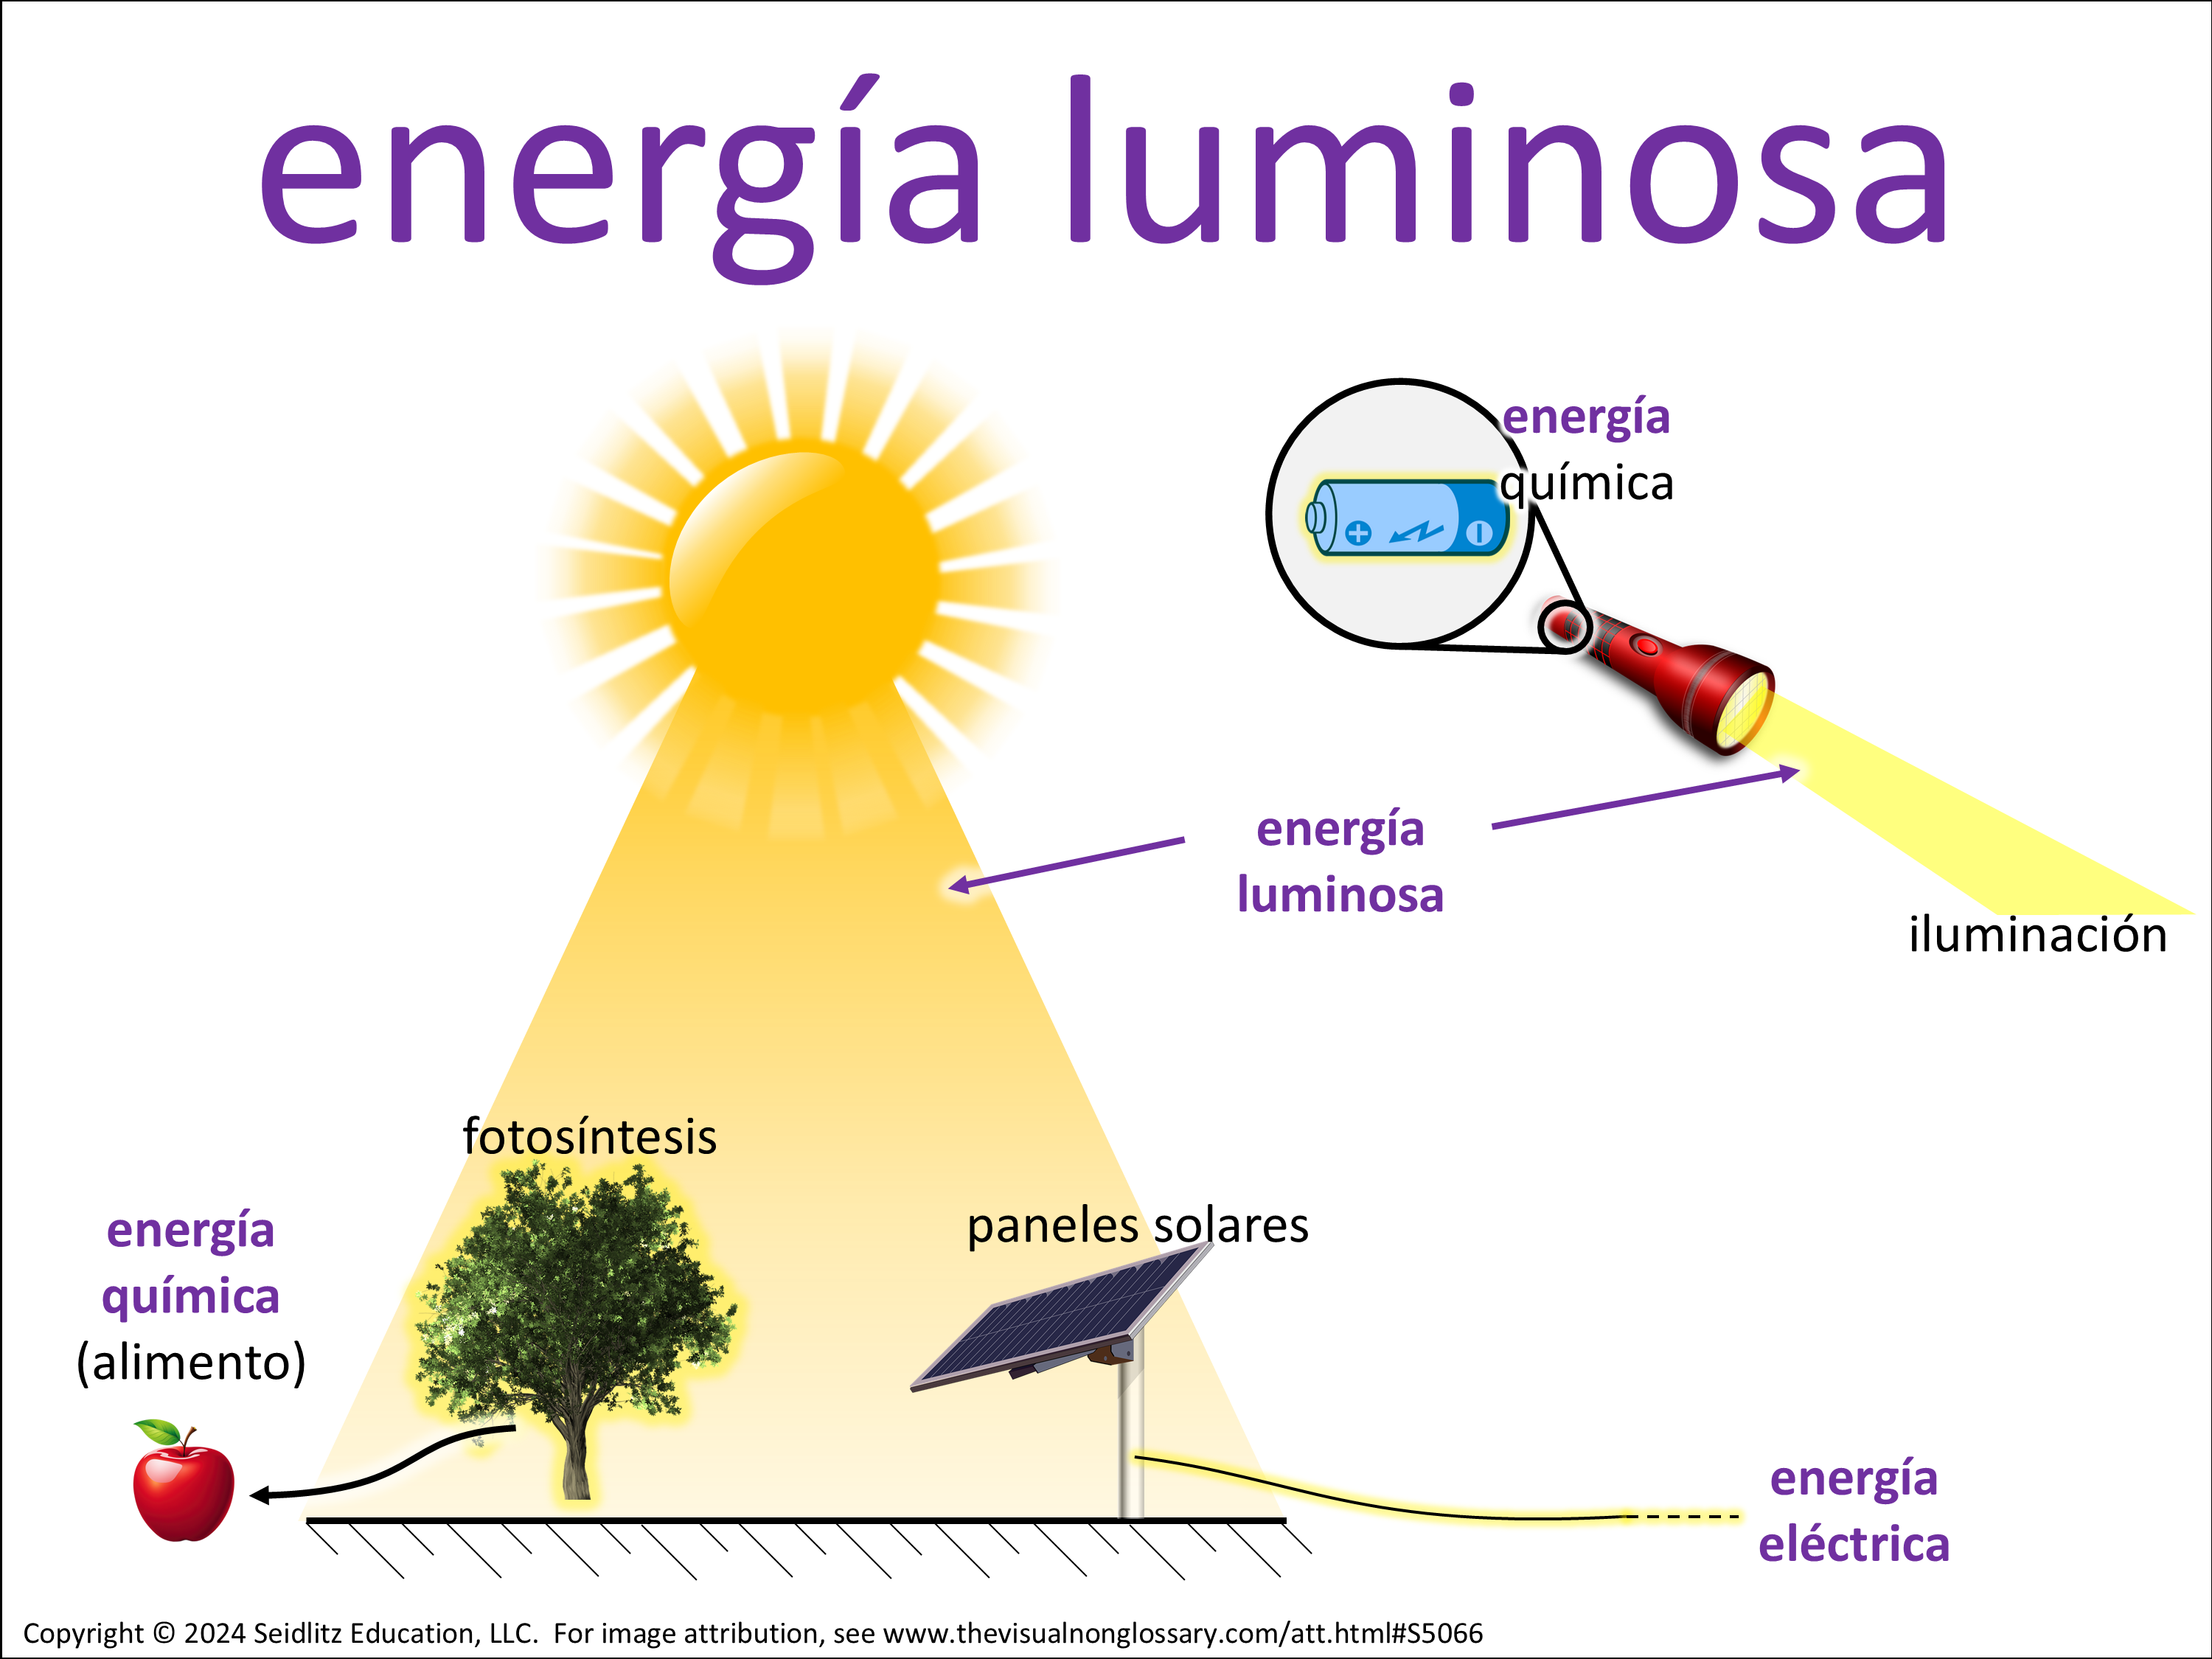 energía luminosa
energía
química
energía
luminosa
iluminación
fotosíntesis
paneles solares
energía
química
(alimento)
energía
eléctrica
Copyright © 2024 Seidlitz Education, LLC.  For image attribution, see www.thevisualnonglossary.com/att.html#S5066